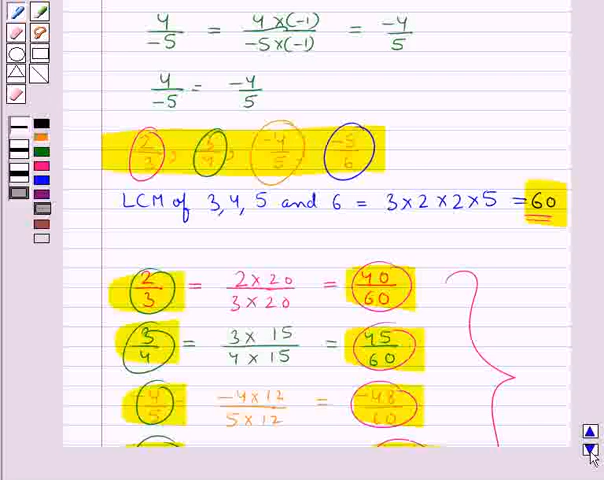 4/-5 = 4×(-1)/-5×(-1) = -4/5
4/-5 = -4/5
2/3, 3/4, -4/5, -5/6
LCM of 3,4,5 and 6 = 3×2×2×5 = 60
2/3 = 2×20/3×20 = 40/60
3/4 = 3×15/4×15 = 45/60
-4/5 = -4×12/5×12 = -48/60